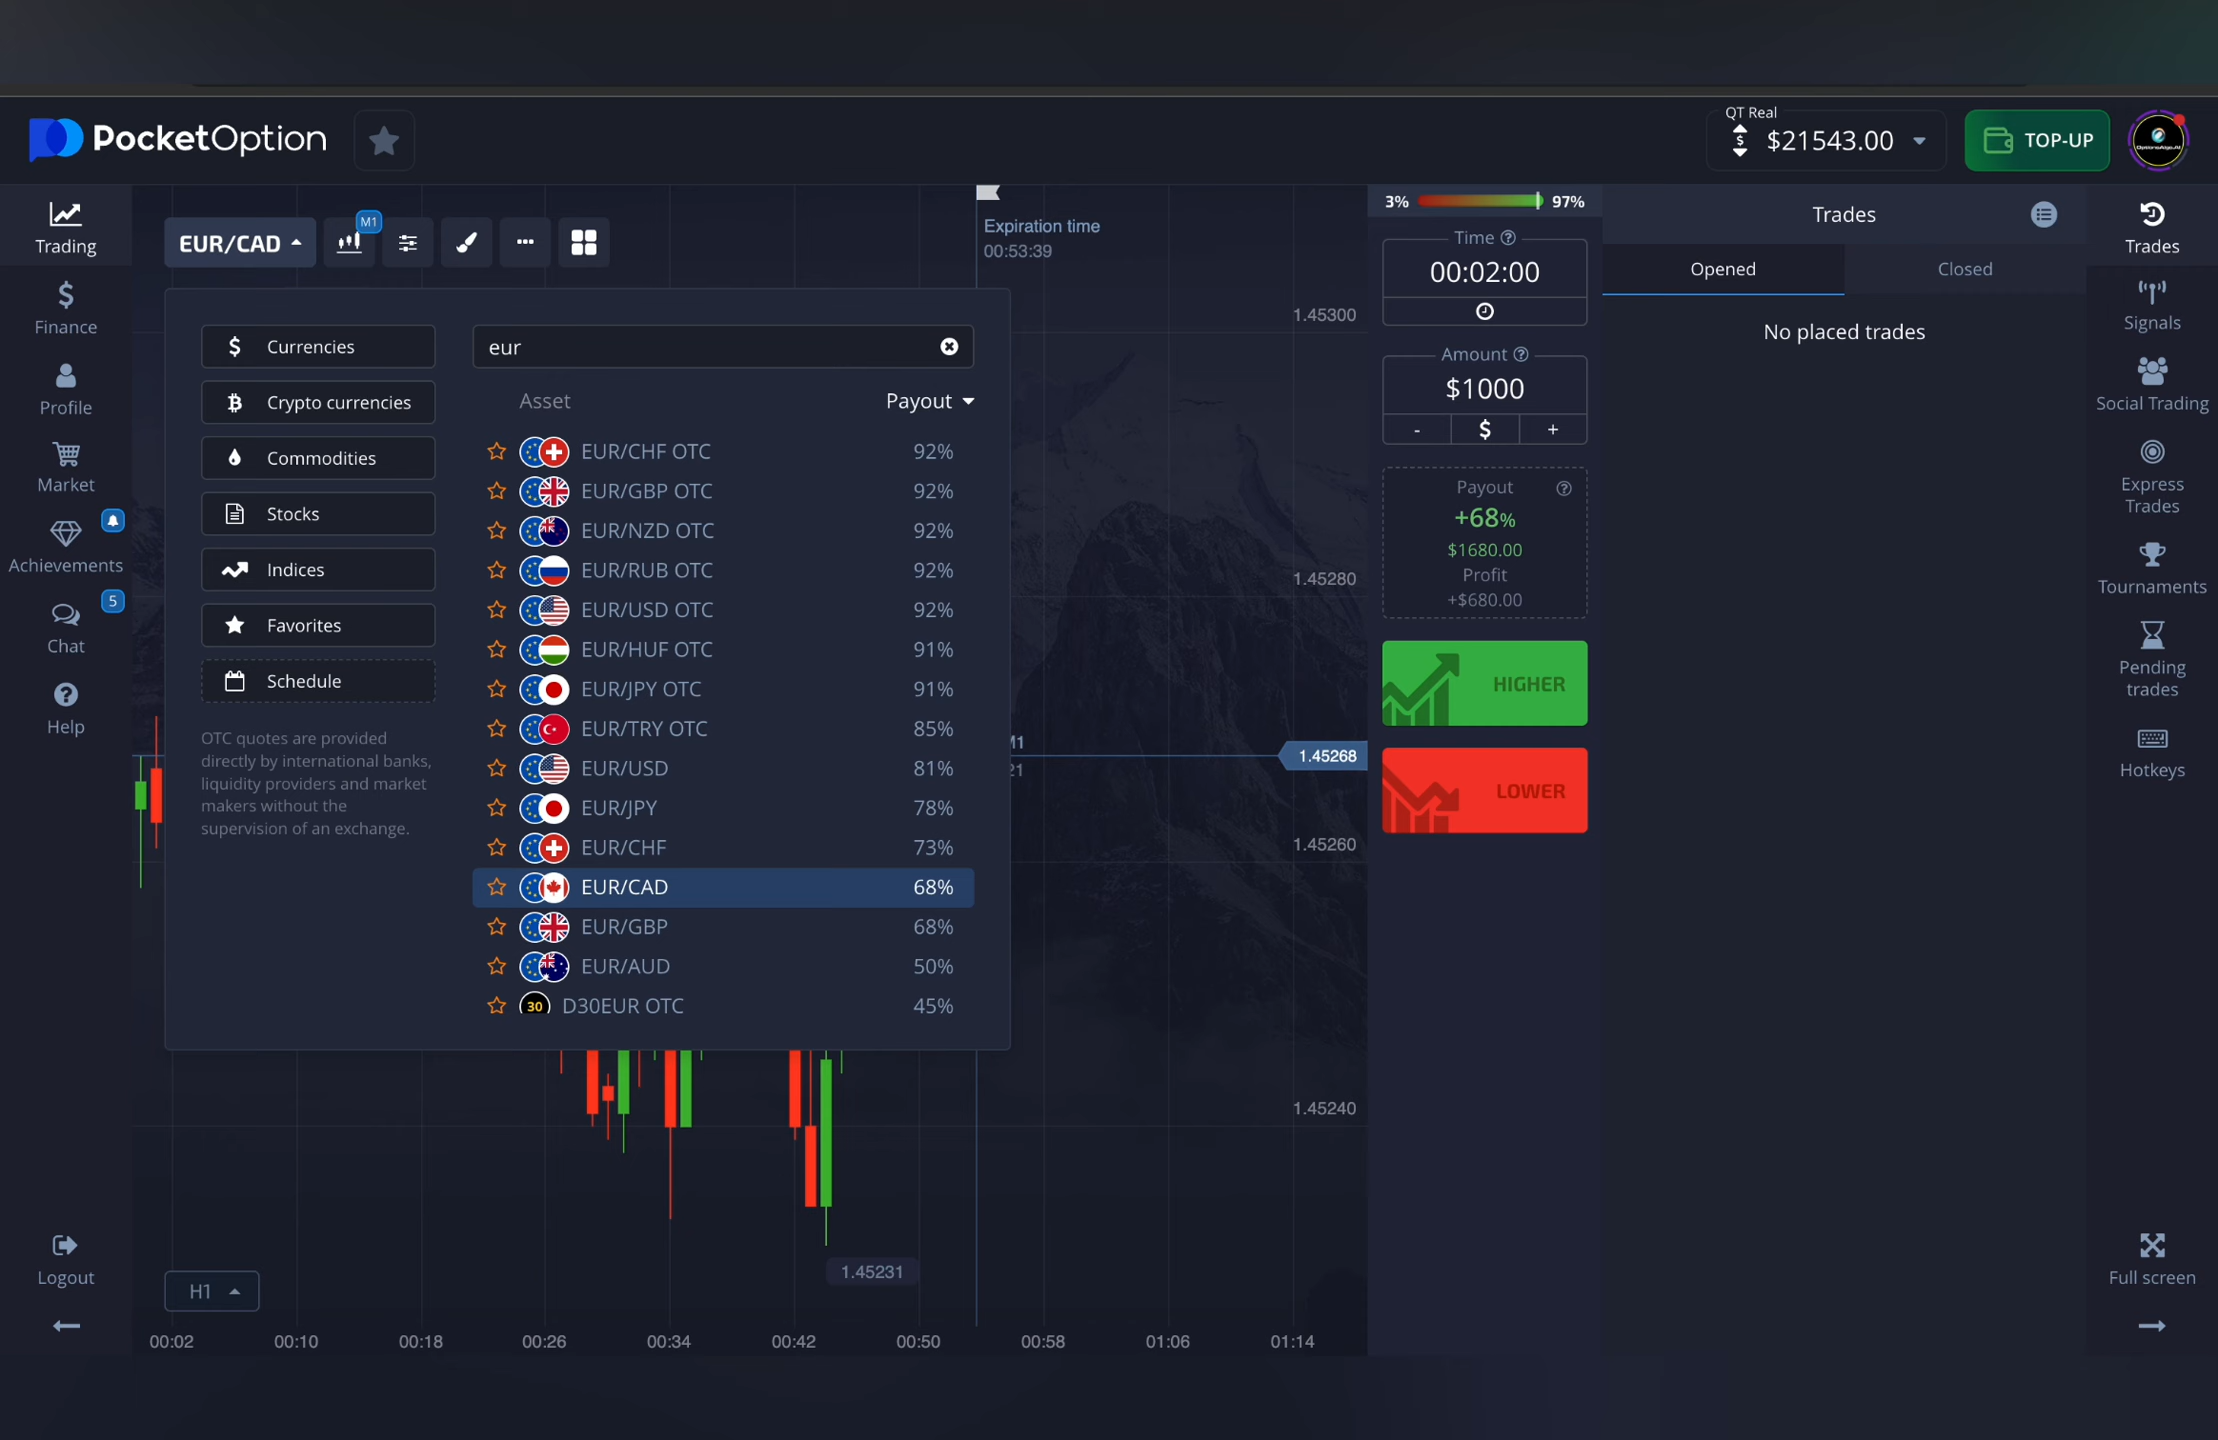 PocketOption
QT Real
$21543.00
TOP-UP
Trading
Finance
Profile
Market
Achievements
5
Chat
Help
Logout
EUR/CAD
M1
Expiration time
00:53:39
Currencies
Crypto currencies
Commodities
Stocks
Indices
Favorites
Schedule
OTC quotes are provided
directly by international banks,
liquidity providers and market
makers without the
supervision of an exchange.
eur
Asset Payout
EUR/CHF OTC 92%
EUR/GBP OTC 92%
EUR/NZD OTC 92%
EUR/RUB OTC 92%
EUR/USD OTC 92%
EUR/HUF OTC 91%
EUR/JPY OTC 91%
EUR/TRY OTC 85%
EUR/USD 81%
EUR/JPY 78%
EUR/CHF 73%
EUR/CAD 68%
EUR/GBP 68%
EUR/AUD 50%
30 D30EUR OTC 45%
1.45300
1.45280
1.45268
1.45260
1.45240
1.45231
H1
00:02 00:10 00:18 00:26 00:34 00:42 00:50 00:58 01:06 01:14
3% 97%
Time
00:02:00
Amount
$1000
- $ +
Payout
+68%
$1680.00
Profit
+$680.00
HIGHER
LOWER
Trades
Opened Closed
No placed trades
Trades
Signals
Social Trading
Express
Trades
Tournaments
Pending
trades
Hotkeys
Full screen